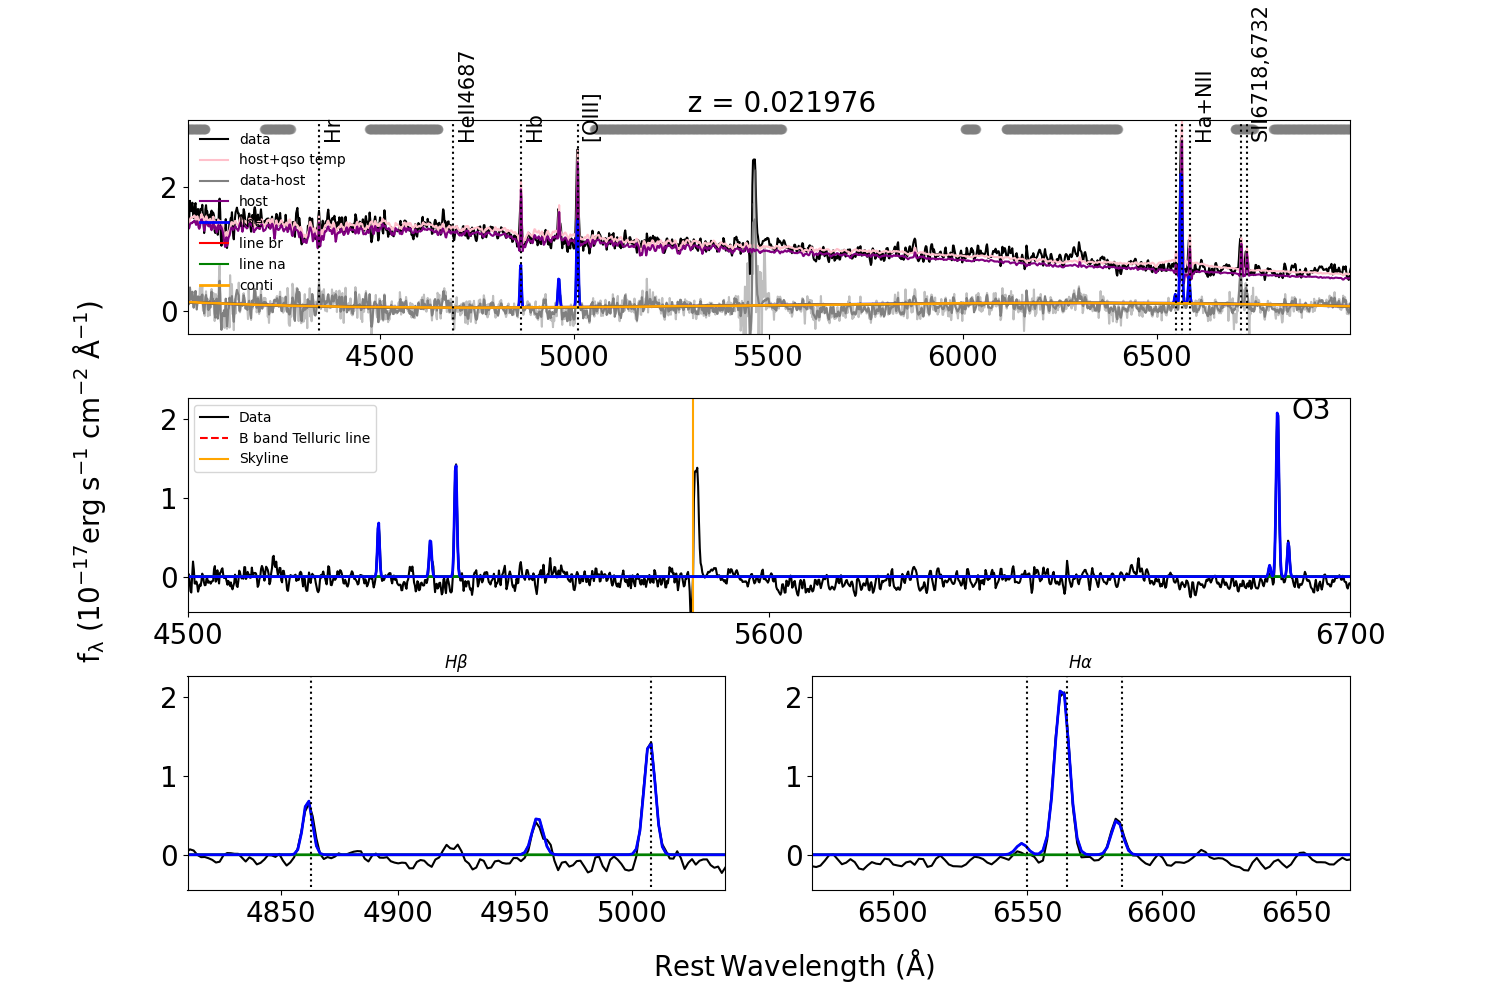 z = 0.021976
Hr
HeII4687
Hb
[OIII]
Ha+NII
SII6718,6732
data
host+qso temp
data-host
host
line br
line na
conti
2
0
4500
5000
5500
6000
6500
fλ (10⁻¹⁷erg s⁻¹ cm⁻² Å⁻¹)
O3
Data
B band Telluric line
Skyline
2
1
0
4500
5600
6700
Hβ
2
1
0
4850
4900
4950
5000
Hα
2
1
0
6500
6550
6600
6650
Rest Wavelength (Å)